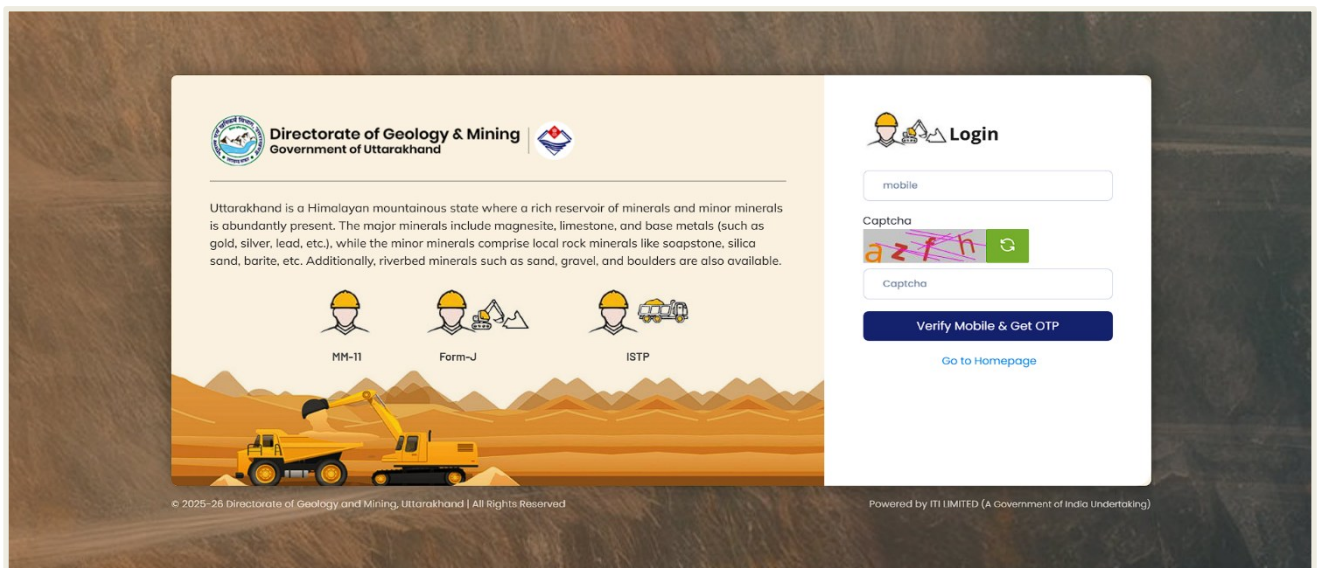 Directorate of Geology & Mining
Government of Uttarakhand
Uttarakhand is a Himalayan mountainous state where a rich reservoir of minerals and minor minerals
is abundantly present. The major minerals include magnesite, limestone, and base metals (such as
gold, silver, lead, etc.), while the minor minerals comprise local rock minerals like soapstone, silica
sand, barite, etc. Additionally, riverbed minerals such as sand, gravel, and boulders are also available.
MM-11 Form-J ISTP
Login
mobile
Captcha
azfh
Captcha
Verify Mobile & Get OTP
Go to Homepage
© 2025-26 Directorate of Geology and Mining, Uttarakhand | All Rights Reserved
Powered by ITI LIMITED (A Government of India Undertaking)